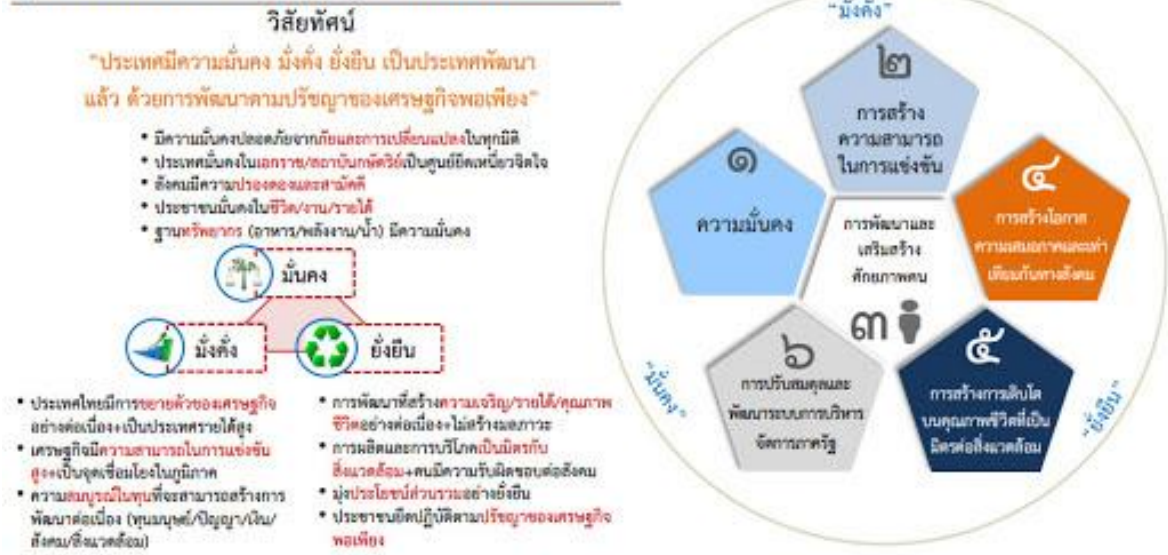 วิสัยทัศน์
"ประเทศมีความมั่นคง มั่งคั่ง ยั่งยืน เป็นประเทศพัฒนา
แล้ว ด้วยการพัฒนาตามปรัชญาของเศรษฐกิจพอเพียง"
• มีความมั่นคงปลอดภัยจากภัยและการเปลี่ยนแปลงในทุกมิติ
• ประเทศมั่นคงในเอกราช/สถาบันกษัตริย์เป็นศูนย์ยึดเหนี่ยวจิตใจ
• สังคมมีความปรองดองและสามัคคี
• ประชาชนมั่นคงในชีวิต/งาน/รายได้
• ฐานทรัพยากร (อาหาร/พลังงาน/น้ำ) มีความมั่นคง
มั่นคง
มั่งคั่ง
ยั่งยืน
• ประเทศไทยมีการขยายตัวของเศรษฐกิจ
อย่างต่อเนื่อง+เป็นประเทศรายได้สูง
• เศรษฐกิจมีความสามารถในการแข่งขัน
สูง+เป็นจุดเชื่อมโยงในภูมิภาค
• ความสมบูรณ์ในทุนที่จะสามารถสร้างการ
พัฒนาต่อเนื่อง (ทุนมนุษย์/ปัญญา/เงิน/
สังคม/สิ่งแวดล้อม)
• การพัฒนาที่สร้างความเจริญ/รายได้/คุณภาพ
ชีวิตอย่างต่อเนื่อง+ไม่สร้างมลภาวะ
• การผลิตและการบริโภคเป็นมิตรกับ
สิ่งแวดล้อม+คนมีความรับผิดชอบต่อสังคม
• มุ่งประโยชน์ส่วนรวมอย่างยั่งยืน
• ประชาชนยึดปฏิบัติตามปรัชญาของเศรษฐกิจ
พอเพียง
"มั่งคั่ง"
๒
การสร้าง
ความสามารถ
ในการแข่งขัน
๑
ความมั่นคง
๔
การสร้างโอกาส
ความเสมอภาคและเท่า
เทียมกันทางสังคม
การพัฒนาและ
เสริมสร้าง
ศักยภาพคน
๓
๖
การปรับสมดุลและ
พัฒนาระบบการบริหาร
จัดการภาครัฐ
๕
การสร้างการเติบโต
บนคุณภาพชีวิตที่เป็น
มิตรต่อสิ่งแวดล้อม
"มั่นคง"
"ยั่งยืน"